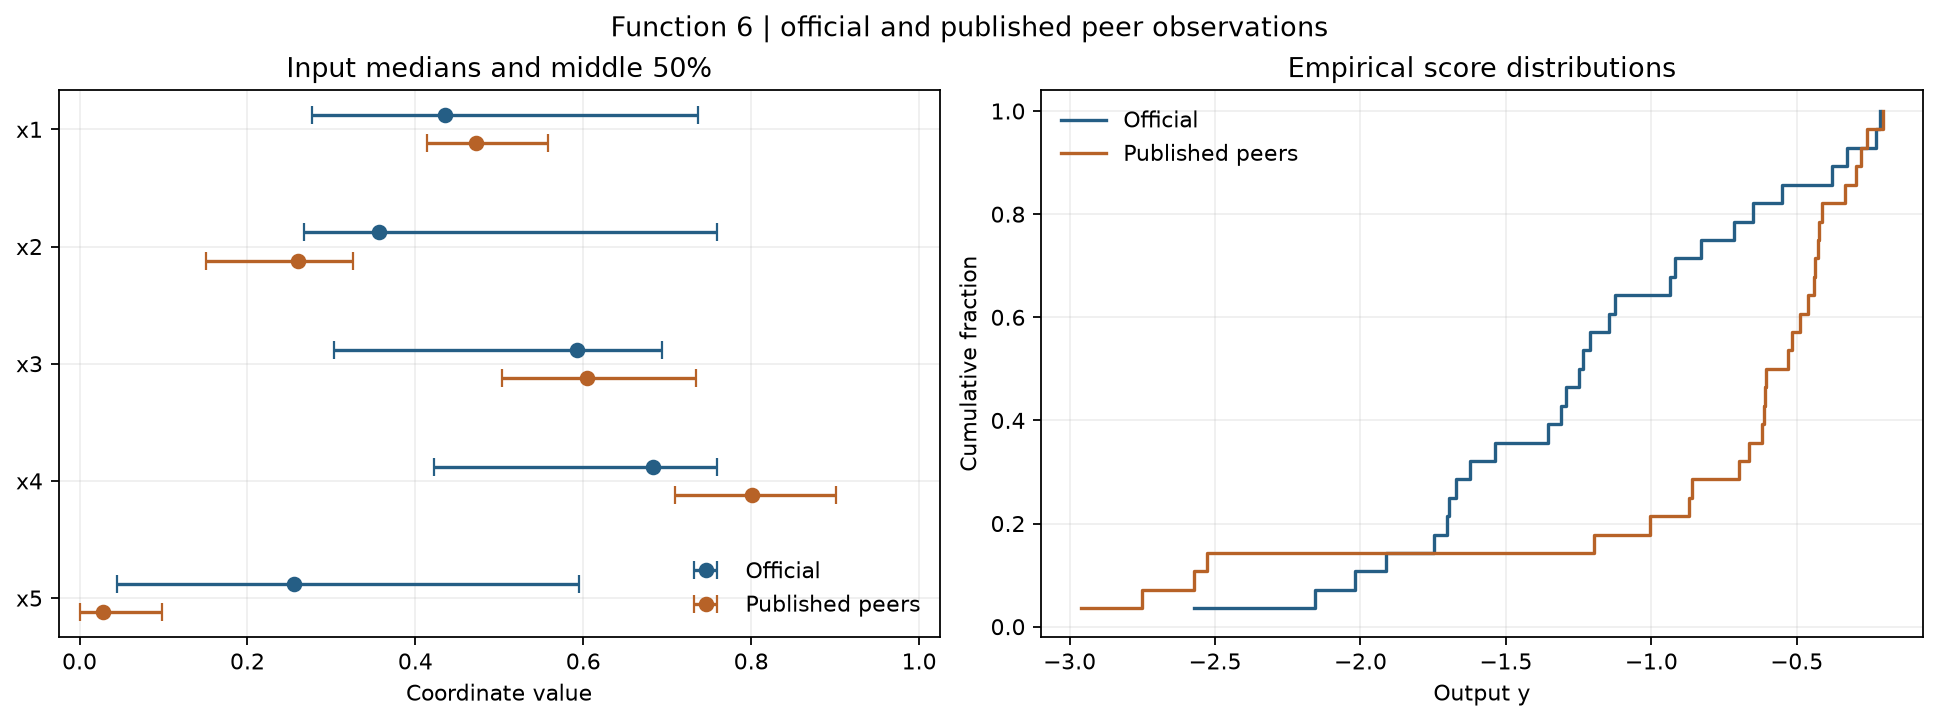 Function 6 | official and published peer observations
Input medians and middle 50%
x1
x2
x3
x4
x5
Official
Published peers
0.0 0.2 0.4 0.6 0.8 1.0
Coordinate value
Empirical score distributions
Official
Published peers
Cumulative fraction
1.0
0.8
0.6
0.4
0.2
0.0
−3.0 −2.5 −2.0 −1.5 −1.0 −0.5
Output y